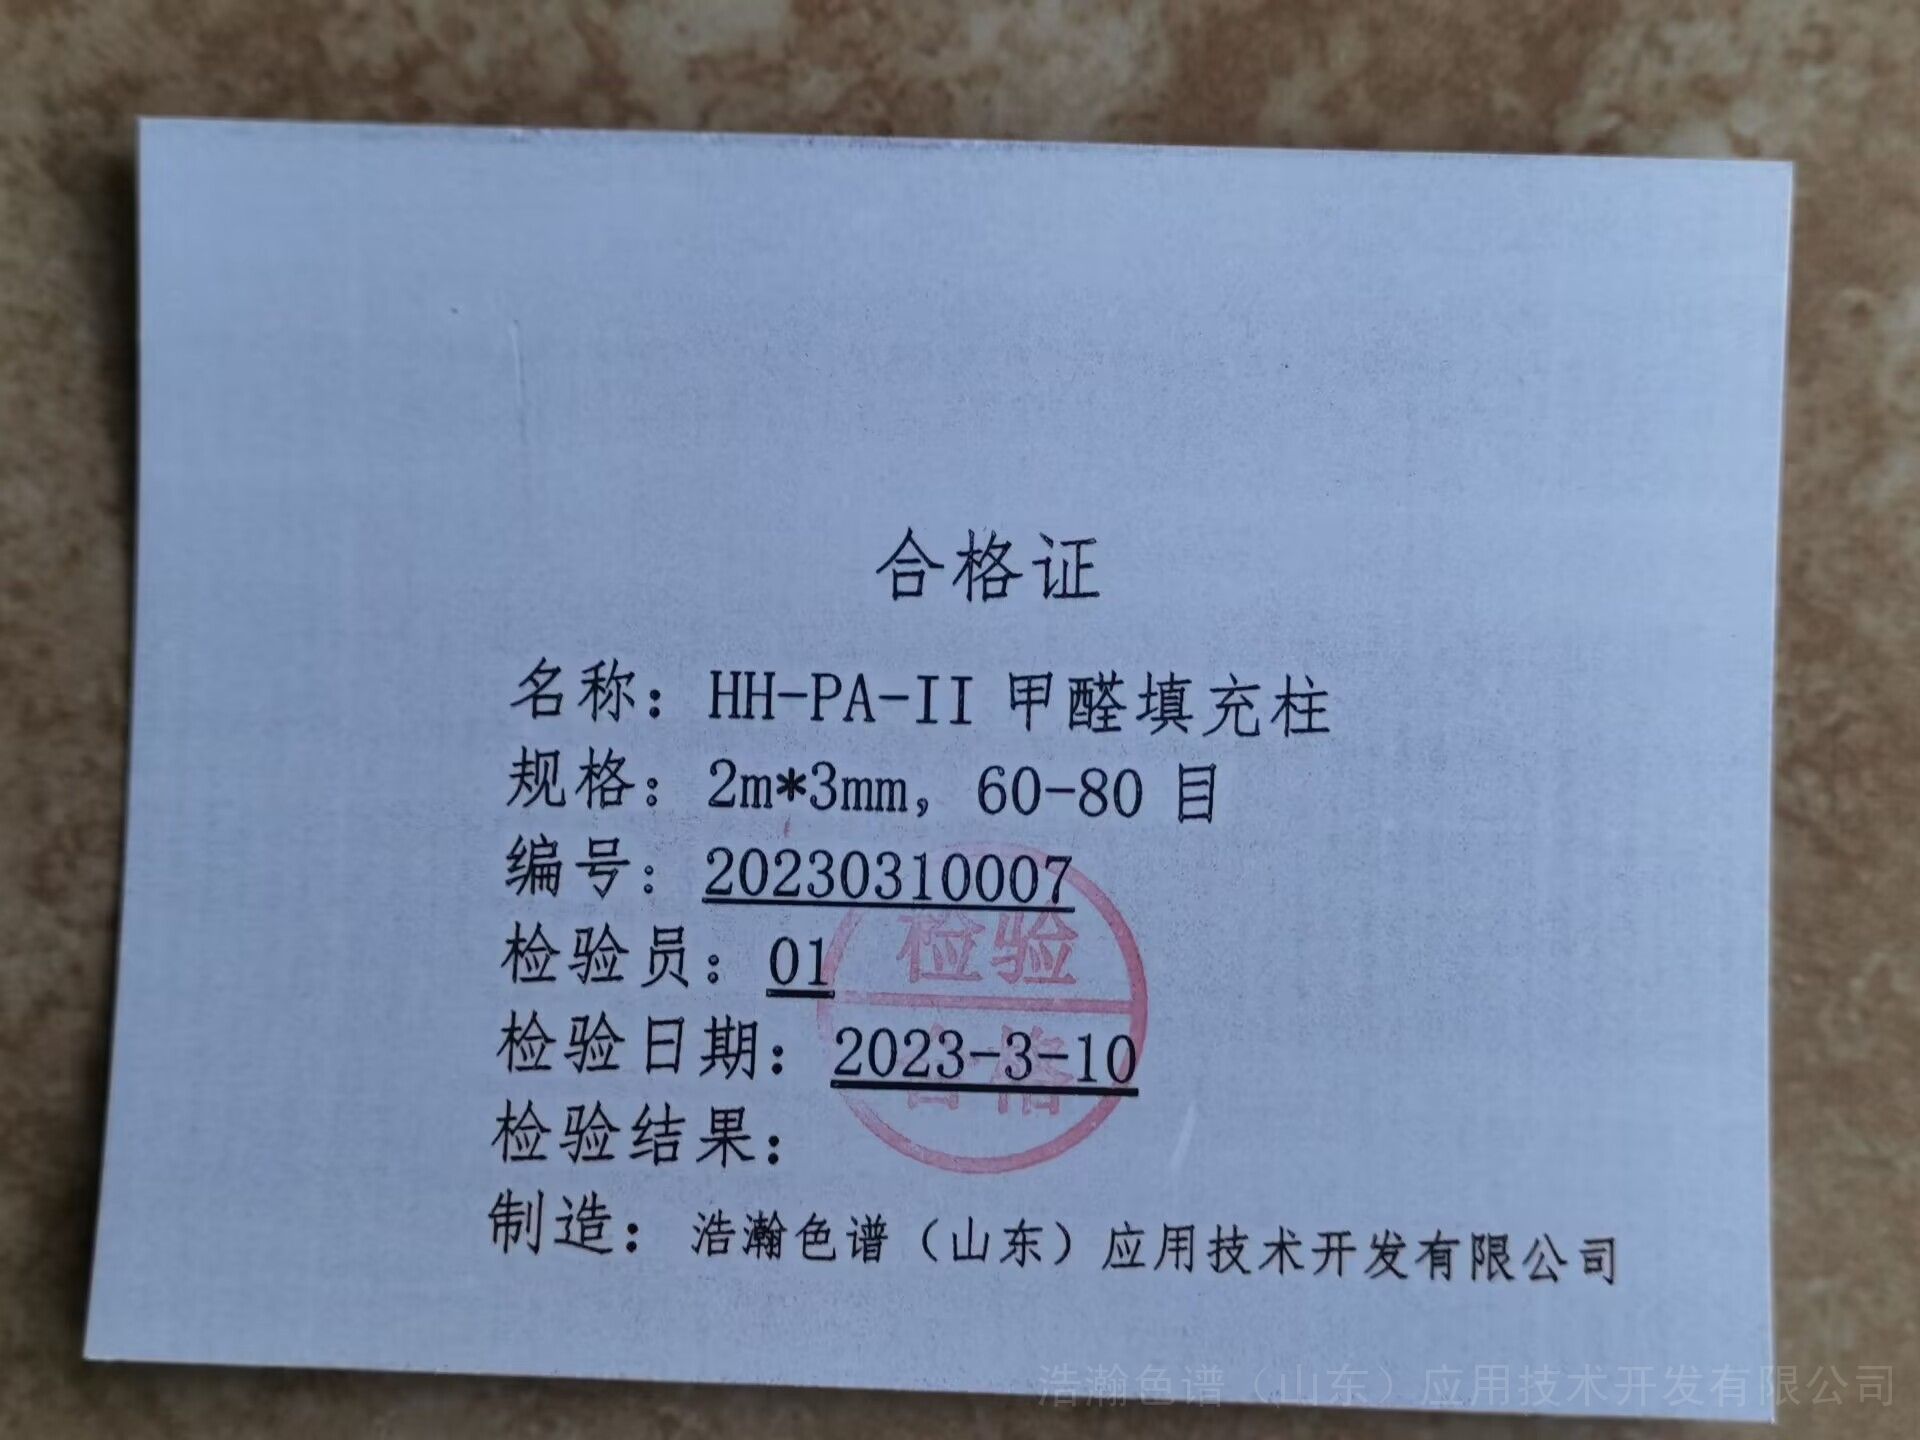 合格证
名称：HH-PA-II 甲醛填充柱
规格：2m*3mm，60-80 目
编号：20230310007
检验员：01
检验日期：2023-3-10
检验结果：
制造：浩瀚色谱（山东）应用技术开发有限公司
检验
合格
浩瀚色谱（山东）应用技术开发有限公司